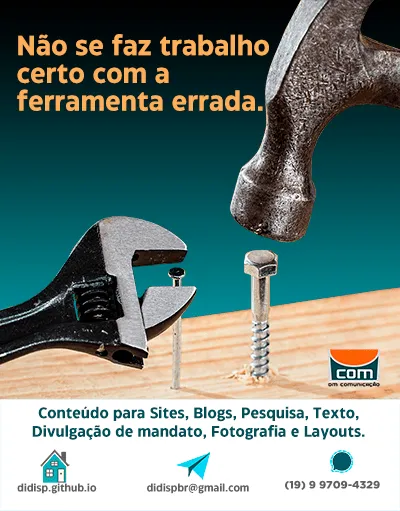 Não se faz trabalho
certo com a
ferramenta errada.
com
om comunicação
Conteúdo para Sites, Blogs, Pesquisa, Texto,
Divulgação de mandato, Fotografia e Layouts.
didisp.github.io
didispbr@gmail.com
(19) 9 9709-4329